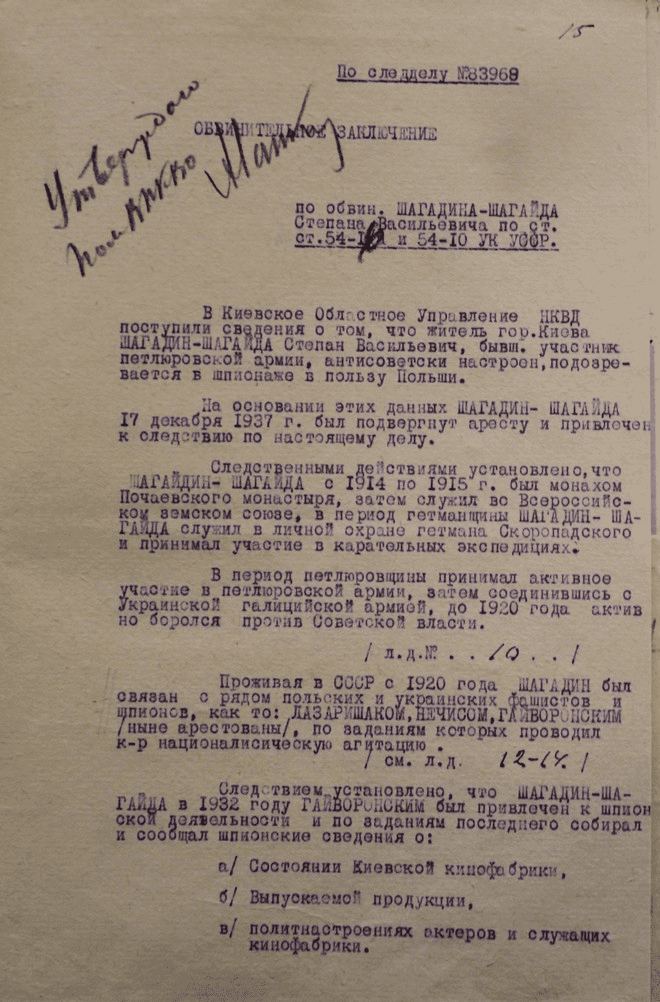 15
Последделу №83968
Утверждаю
ОБВИНИТЕЛЬНОЕ ЗАКЛЮЧЕНИЕ
по обвин. ШАГАДИНА-ШАГАЙДА
Степана Васильевича по ст.
и 54-10 УК УССР.
В Киевское Областное Управление НКВД
поступили сведения о том, что житель гор.Киева
ШАГАДИН-ШАГАЙДА Степан Васильевич, бывш. участник
петлюровской армии, антисоветски настроен,подозре-
вается в шпионаже в пользу Польши.
На основании этих данных ШАГАДИН- ШАГАЙДА
17 декабря 1937 г. был подвергнут аресту и привлечен
к следствию по настоящему делу.
Следственными действиями установлено,что
ШАГАЙДИН- ШАГАЙДА с 1914 по 1915 г. был монахом
Почаевского монастыря, затем служил во Всероссийс-
ком земском союзе, в период гетманщины ШАГАДИН- ША-
ГАЙДА служил в личной охране гетмана Скоропадского
и принимал участие в карательных экспедициях.
В период петлюровщины принимал активное
участие в петлюровской армии, затем соединившись с
Украинской галицийской армией, до 1920 года актив
но боролся против Советской власти.
/ л.д.№ . . 10 . . /
Проживая в СССР с 1920 года ШАГАДИН был
связан с рядом польских и украинских фашистов и
шпионов, как то: ЛАЗАРИШАКОМ,НЕЧИСОМ,ГАЙВОРОНСКИМ
/ныне арестованы/, по заданиям которых проводил
к-р националисическую агитацию .
/ см. л.д. 12-14. /
Следствием установлено, что ШАГАДИН-ША-
ГАЙДА в 1932 году ГАЙВОРОНСКИМ был привлечен к шпион
ской деятельности и по заданиям последнего собирал
и сообщал шпионские сведения о:
а/ Состоянии Киевской кинофабрики,
б/ Выпускаемой продукции,
в/ политнастроениях актеров и служащих
кинофабрики.